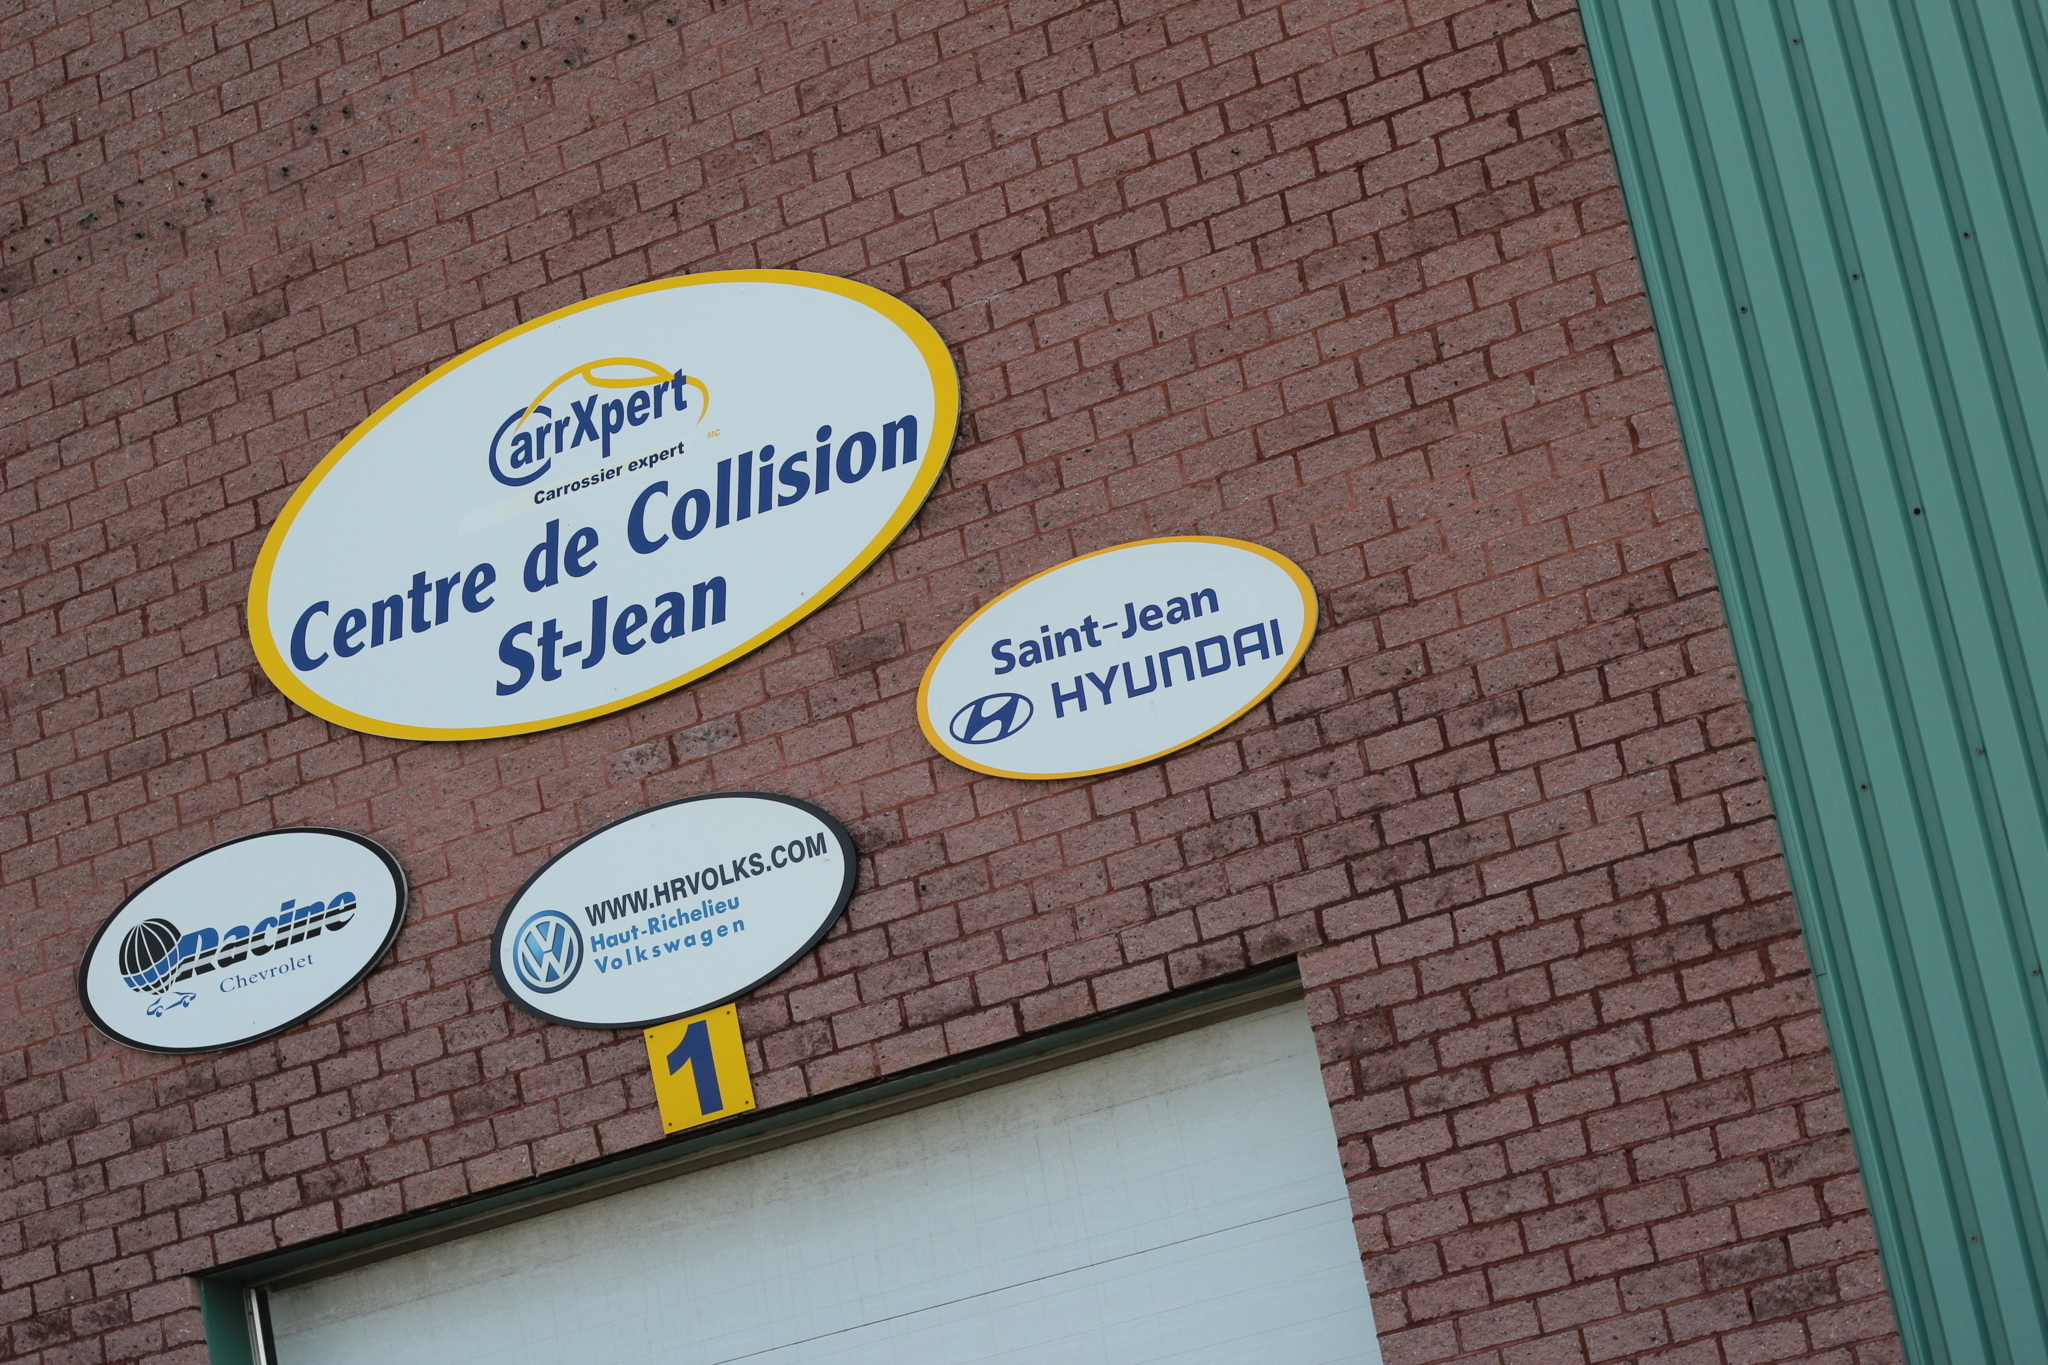 CarrXpert
MC
Carrossier expert
Centre de Collision
St-Jean
Saint-Jean
HYUNDAI
Racine
Chevrolet
WWW.HRVOLKS.COM
Haut-Richelieu
Volkswagen
1